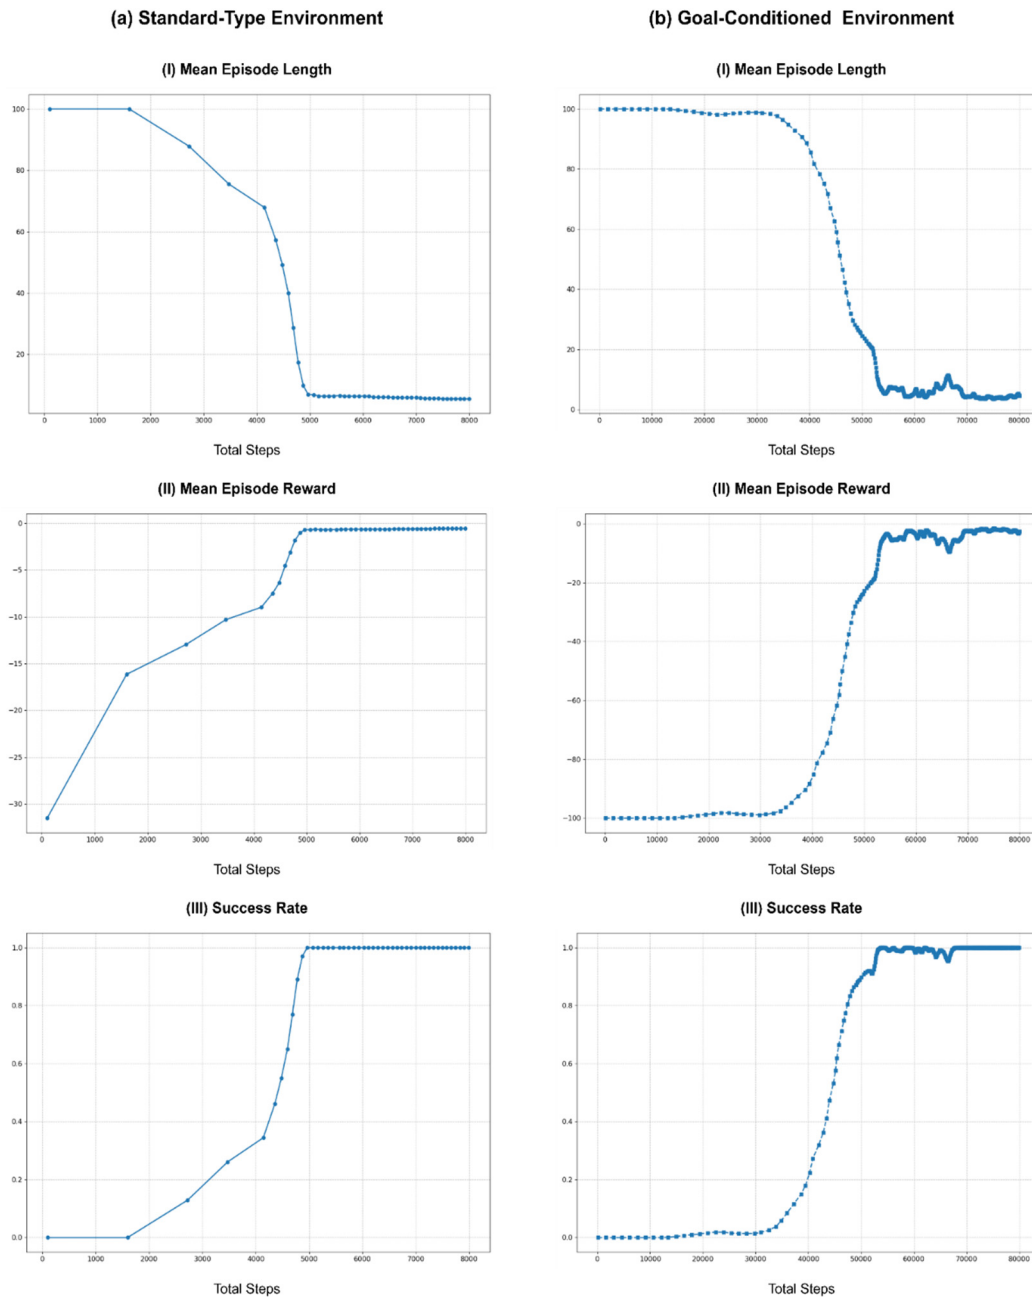 (a) Standard-Type Environment
(I) Mean Episode Length
100
80
60
40
20
0 1000 2000 3000 4000 5000 6000 7000 8000
Total Steps
(II) Mean Episode Reward
0
−5
−10
−15
−20
−25
−30
0 1000 2000 3000 4000 5000 6000 7000 8000
Total Steps
(III) Success Rate
1.0
0.8
0.6
0.4
0.2
0.0
0 1000 2000 3000 4000 5000 6000 7000 8000
Total Steps
(b) Goal-Conditioned Environment
(I) Mean Episode Length
100
80
60
40
20
0
0 10000 20000 30000 40000 50000 60000 70000 80000
Total Steps
(II) Mean Episode Reward
0
−20
−40
−60
−80
−100
0 10000 20000 30000 40000 50000 60000 70000 80000
Total Steps
(III) Success Rate
1.0
0.8
0.6
0.4
0.2
0.0
0 10000 20000 30000 40000 50000 60000 70000 80000
Total Steps